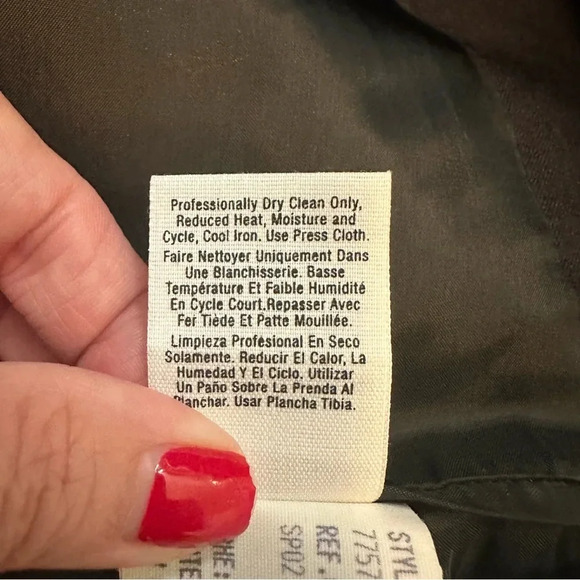 Professionally Dry Clean Only,
Reduced Heat, Moisture and
Cycle, Cool Iron. Use Press Cloth.
Faire Nettoyer Uniquement Dans
Une Blanchisserie. Basse
Température Et Faible Humidité
En Cycle Court.Repasser Avec
Fer Tiède Et Patte Mouillée.
Limpieza Profesional En Seco
Solamente. Reducir El Calor, La
Humedad Y El Ciclo. Utilizar
Un Paño Sobre La Prenda Al
Planchar. Usar Plancha Tibia.
STYL
7757
REF.
SP02